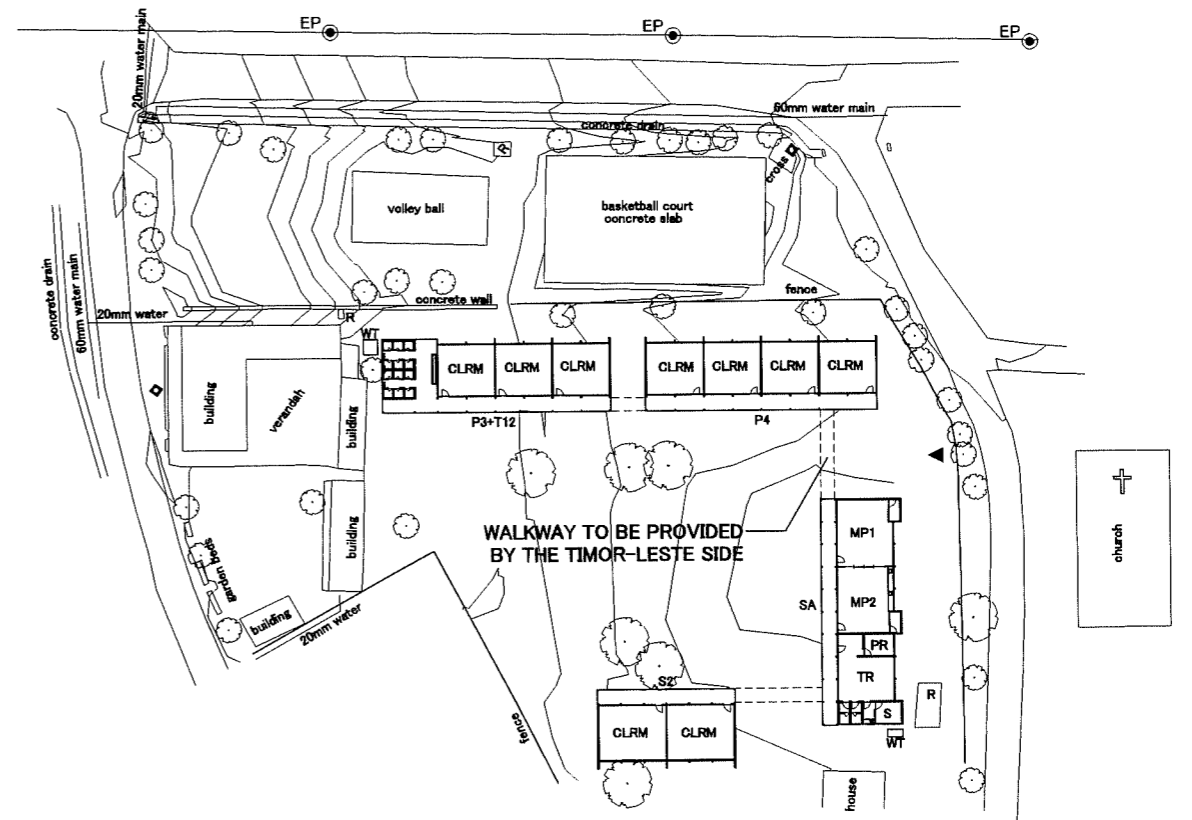 EP
EP
EP
20mm water main
60mm water main
concrete drain
R
cross
volley ball
basketball court
concrete slab
concrete drain
60mm water main
fence
concrete wall
20mm water
R
WT
CLRM
CLRM
CLRM
CLRM
CLRM
CLRM
CLRM
building
verandah
building
P3+T12
P4
WALKWAY TO BE PROVIDED
BY THE TIMOR-LESTE SIDE
MP1
church
building
garden beds
SA
MP2
building
20mm water
PR
TR
S2
R
S
fence
CLRM
CLRM
WT
house